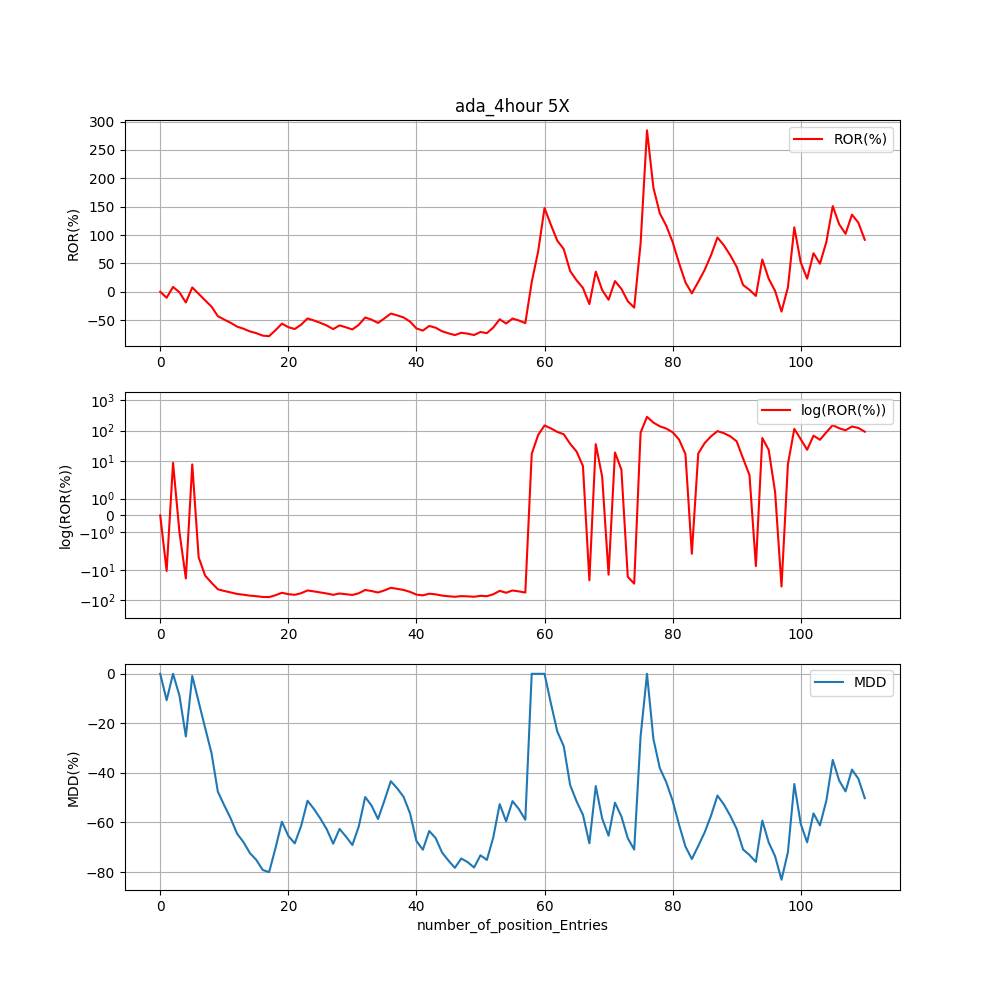 ada_4hour 5X
ROR(%)
300
250
200
150
100
50
0
−50
ROR(%)
0 20 40 60 80 100
log(ROR(%))
10³
10²
10¹
10⁰
0
−10⁰
−10¹
−10²
log(ROR(%))
0 20 40 60 80 100
MDD(%)
0
−20
−40
−60
−80
MDD
0 20 40 60 80 100
number_of_position_Entries